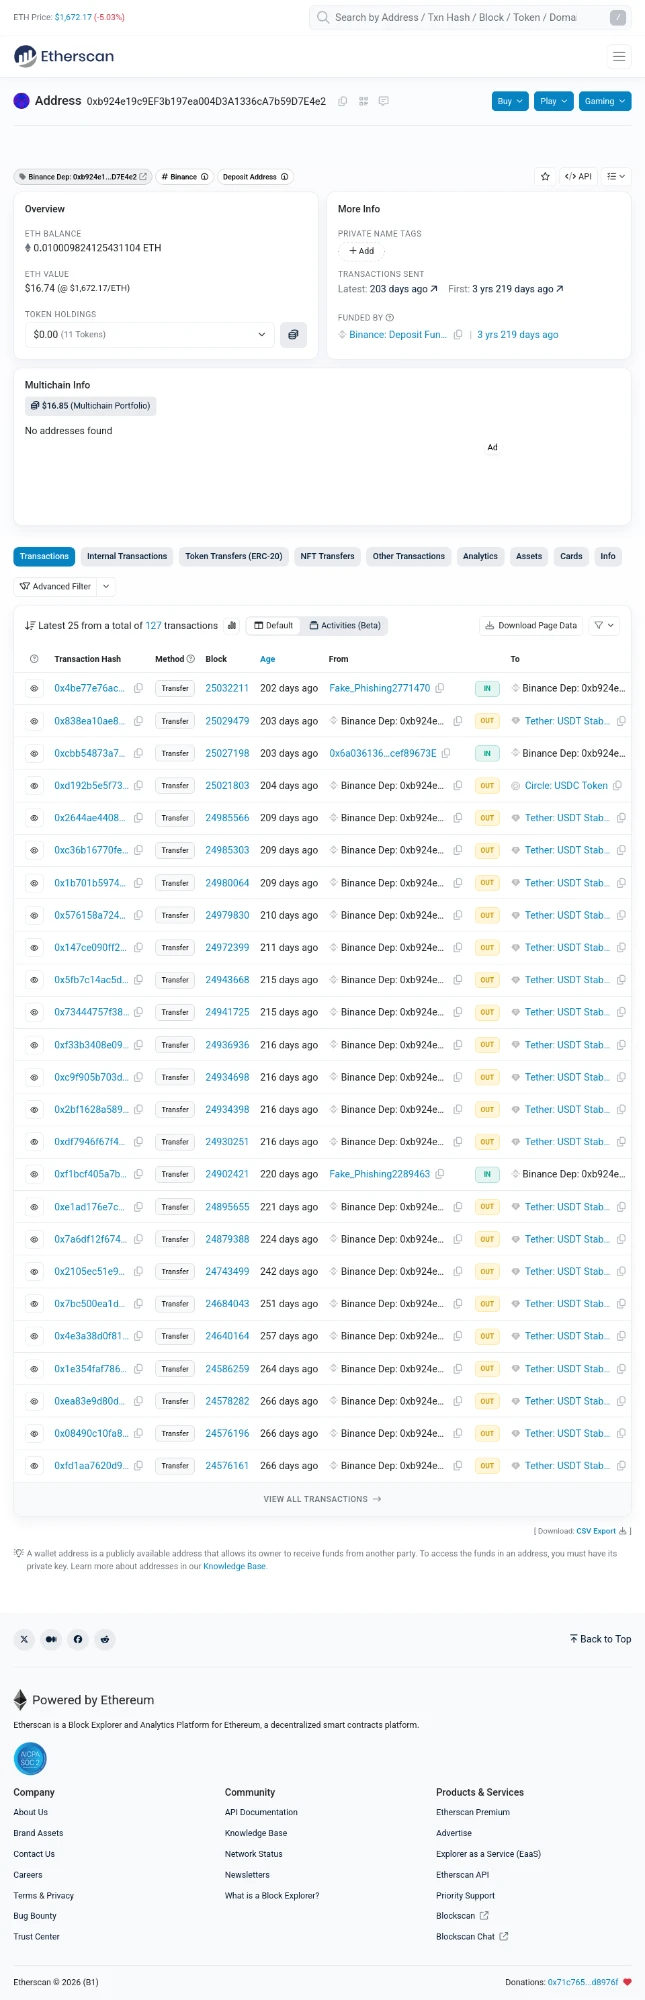 ETH Price: $1,672.17 (-5.03%)
Search by Address / Txn Hash / Block / Token / Domai
/
Etherscan
Address 0xb924e19c9EF3b197ea004D3A1336cA7b59D7E4e2
Buy Play Gaming
Binance Dep: 0xb924e1...D7E4e2 # Binance Deposit Address
API
Overview
ETH BALANCE
0.010009824125431104 ETH
ETH VALUE
$16.74 (@ $1,672.17/ETH)
TOKEN HOLDINGS
$0.00 (11 Tokens)
More Info
PRIVATE NAME TAGS
+ Add
TRANSACTIONS SENT
Latest: 203 days ago First: 3 yrs 219 days ago
FUNDED BY
Binance: Deposit Fun... | 3 yrs 219 days ago
Multichain Info
$16.85 (Multichain Portfolio)
No addresses found
Ad
Transactions Internal Transactions Token Transfers (ERC-20) NFT Transfers Other Transactions Analytics Assets Cards Info
Advanced Filter
Latest 25 from a total of 127 transactions Default Activities (Beta) Download Page Data
Transaction Hash Method Block Age From To
0x4be77e76ac... Transfer 25032211 202 days ago Fake_Phishing2771470 IN Binance Dep: 0xb924e...
0x838ea10ae8... Transfer 25029479 203 days ago Binance Dep: 0xb924e... OUT Tether: USDT Stab...
0xcbb54873a7... Transfer 25027198 203 days ago 0x6a036136...cef89673E IN Binance Dep: 0xb924e...
0xd192b5e5f73... Transfer 25021803 204 days ago Binance Dep: 0xb924e... OUT Circle: USDC Token
0x2644ae4408... Transfer 24985566 209 days ago Binance Dep: 0xb924e... OUT Tether: USDT Stab...
0xc36b16770fe... Transfer 24985303 209 days ago Binance Dep: 0xb924e... OUT Tether: USDT Stab...
0x1b701b5974... Transfer 24980064 209 days ago Binance Dep: 0xb924e... OUT Tether: USDT Stab...
0x576158a724... Transfer 24979830 210 days ago Binance Dep: 0xb924e... OUT Tether: USDT Stab...
0x147ce090ff2... Transfer 24972399 211 days ago Binance Dep: 0xb924e... OUT Tether: USDT Stab...
0x5fb7c14ac5d... Transfer 24943668 215 days ago Binance Dep: 0xb924e... OUT Tether: USDT Stab...
0x73444757f38... Transfer 24941725 215 days ago Binance Dep: 0xb924e... OUT Tether: USDT Stab...
0xf33b3408e09... Transfer 24936936 216 days ago Binance Dep: 0xb924e... OUT Tether: USDT Stab...
0xc9f905b703d... Transfer 24934698 216 days ago Binance Dep: 0xb924e... OUT Tether: USDT Stab...
0x2bf1628a589... Transfer 24934398 216 days ago Binance Dep: 0xb924e... OUT Tether: USDT Stab...
0xdf7946f67f4... Transfer 24930251 216 days ago Binance Dep: 0xb924e... OUT Tether: USDT Stab...
0xf1bcf405a7b... Transfer 24902421 220 days ago Fake_Phishing2289463 IN Binance Dep: 0xb924e...
0xe1ad176e7c... Transfer 24895655 221 days ago Binance Dep: 0xb924e... OUT Tether: USDT Stab...
0x7a6df12f674... Transfer 24879388 224 days ago Binance Dep: 0xb924e... OUT Tether: USDT Stab...
0x2105ec51e9... Transfer 24743499 242 days ago Binance Dep: 0xb924e... OUT Tether: USDT Stab...
0x7bc500ea1d... Transfer 24684043 251 days ago Binance Dep: 0xb924e... OUT Tether: USDT Stab...
0x4e3a38d0f81... Transfer 24640164 257 days ago Binance Dep: 0xb924e... OUT Tether: USDT Stab...
0x1e354faf786... Transfer 24586259 264 days ago Binance Dep: 0xb924e... OUT Tether: USDT Stab...
0xea83e9d80d... Transfer 24578282 266 days ago Binance Dep: 0xb924e... OUT Tether: USDT Stab...
0x08490c10fa8... Transfer 24576196 266 days ago Binance Dep: 0xb924e... OUT Tether: USDT Stab...
0xfd1aa7620d9... Transfer 24576161 266 days ago Binance Dep: 0xb924e... OUT Tether: USDT Stab...
VIEW ALL TRANSACTIONS
[ Download: CSV Export ]
A wallet address is a publicly available address that allows its owner to receive funds from another party. To access the funds in an address, you must have its
private key. Learn more about addresses in our Knowledge Base.
Back to Top
Powered by Ethereum
Etherscan is a Block Explorer and Analytics Platform for Ethereum, a decentralized smart contracts platform.
AICPA
SOC 2
Company
About Us
Brand Assets
Contact Us
Careers
Terms & Privacy
Bug Bounty
Trust Center
Community
API Documentation
Knowledge Base
Network Status
Newsletters
What is a Block Explorer?
Products & Services
Etherscan Premium
Advertise
Explorer as a Service (EaaS)
Etherscan API
Priority Support
Blockscan
Blockscan Chat
Etherscan © 2026 (B1)
Donations: 0x71c765...d8976f